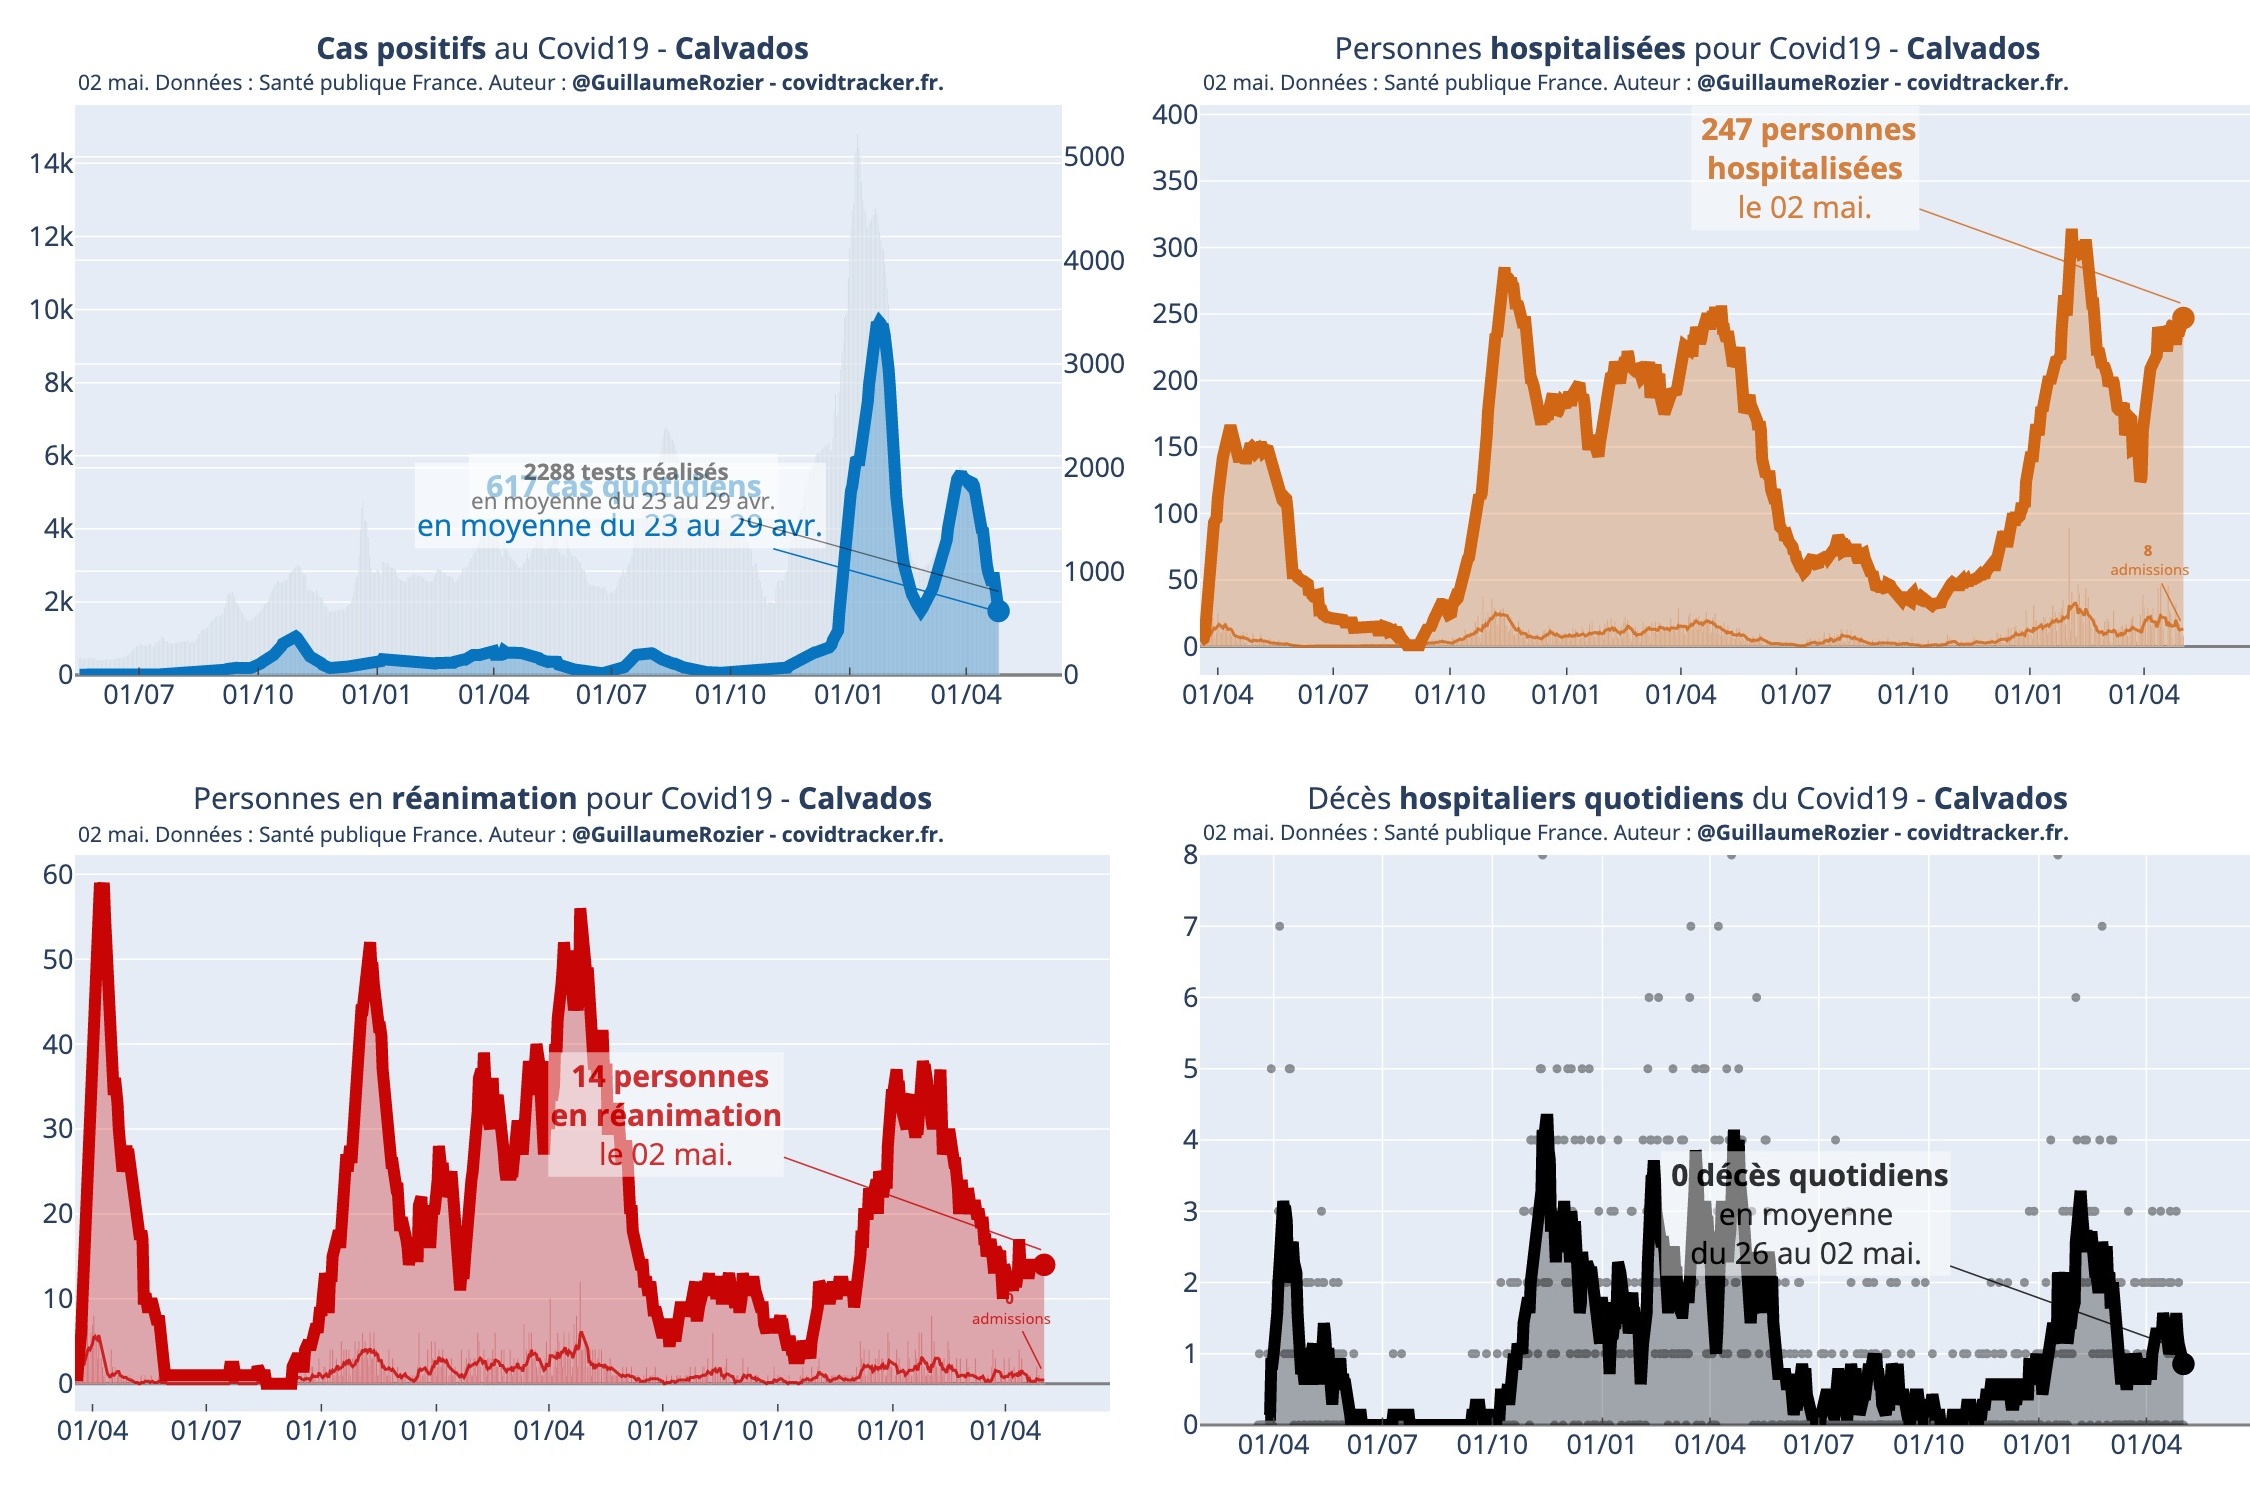 Cas positifs au Covid19 - Calvados
02 mai. Données : Santé publique France. Auteur : @GuillaumeRozier - covidtracker.fr.
14k
12k
10k
8k
6k
4k
2k
0
5000
4000
3000
2000
1000
0
2288 tests réalisés
617 cas quotidiens
en moyenne du 23 au 29 avr.
en moyenne du 23 au 29 avr.
01/07 01/10 01/01 01/04 01/07 01/10 01/01 01/04
Personnes hospitalisées pour Covid19 - Calvados
02 mai. Données : Santé publique France. Auteur : @GuillaumeRozier - covidtracker.fr.
400
350
300
250
200
150
100
50
0
247 personnes
hospitalisées
le 02 mai.
8
admissions
01/04 01/07 01/10 01/01 01/04 01/07 01/10 01/01 01/04
Personnes en réanimation pour Covid19 - Calvados
02 mai. Données : Santé publique France. Auteur : @GuillaumeRozier - covidtracker.fr.
60
50
40
30
20
10
0
14 personnes
en réanimation
le 02 mai.
0
admissions
01/04 01/07 01/10 01/01 01/04 01/07 01/10 01/01 01/04
Décès hospitaliers quotidiens du Covid19 - Calvados
02 mai. Données : Santé publique France. Auteur : @GuillaumeRozier - covidtracker.fr.
8
7
6
5
4
3
2
1
0
0 décès quotidiens
en moyenne
du 26 au 02 mai.
01/04 01/07 01/10 01/01 01/04 01/07 01/10 01/01 01/04